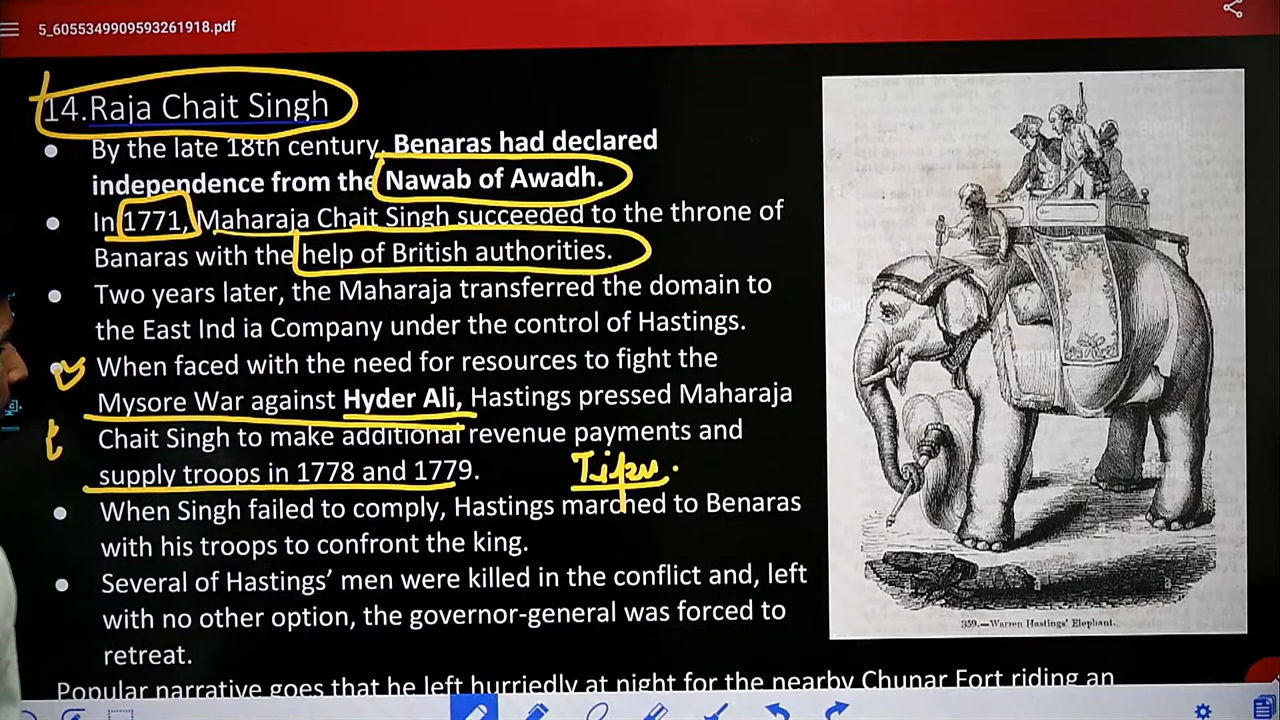 5_6055349909593261918.pdf
14.Raja Chait Singh
• By the late 18th century, Benaras had declared
independence from the Nawab of Awadh.
• In 1771, Maharaja Chait Singh succeeded to the throne of
Banaras with the help of British authorities.
• Two years later, the Maharaja transferred the domain to
the East Ind ia Company under the control of Hastings.
• When faced with the need for resources to fight the
Mysore War against Hyder Ali, Hastings pressed Maharaja
Chait Singh to make additional revenue payments and
supply troops in 1778 and 1779.
Tipu.
• When Singh failed to comply, Hastings marched to Benaras
with his troops to confront the king.
• Several of Hastings’ men were killed in the conflict and, left
with no other option, the governor-general was forced to
retreat.
Popular narrative goes that he left hurriedly at night for the nearby Chunar Fort riding an
359.—Warren Hastings' Elephant.